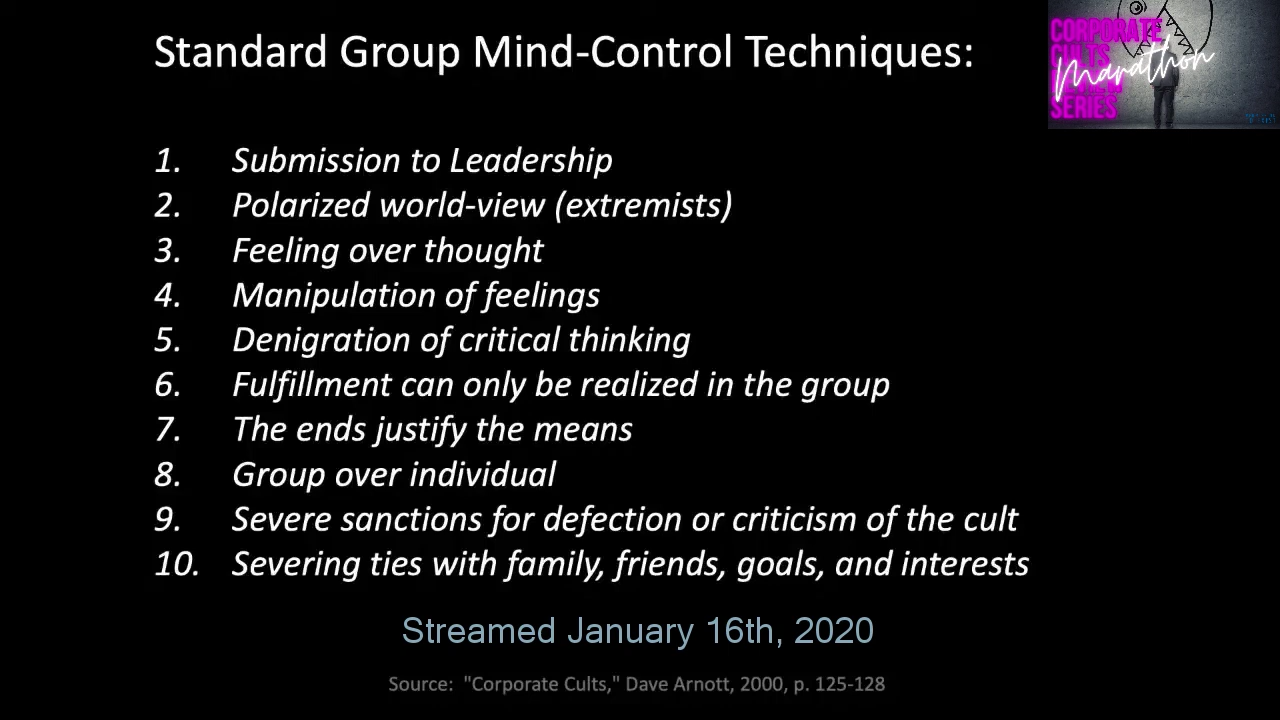 Standard Group Mind-Control Techniques:
CORPORATE
CULTS
Marathon
SERIES
1. Submission to Leadership
2. Polarized world-view (extremists)
3. Feeling over thought
4. Manipulation of feelings
5. Denigration of critical thinking
6. Fulfillment can only be realized in the group
7. The ends justify the means
8. Group over individual
9. Severe sanctions for defection or criticism of the cult
10. Severing ties with family, friends, goals, and interests
Streamed January 16th, 2020
Source: "Corporate Cults," Dave Arnott, 2000, p. 125-128